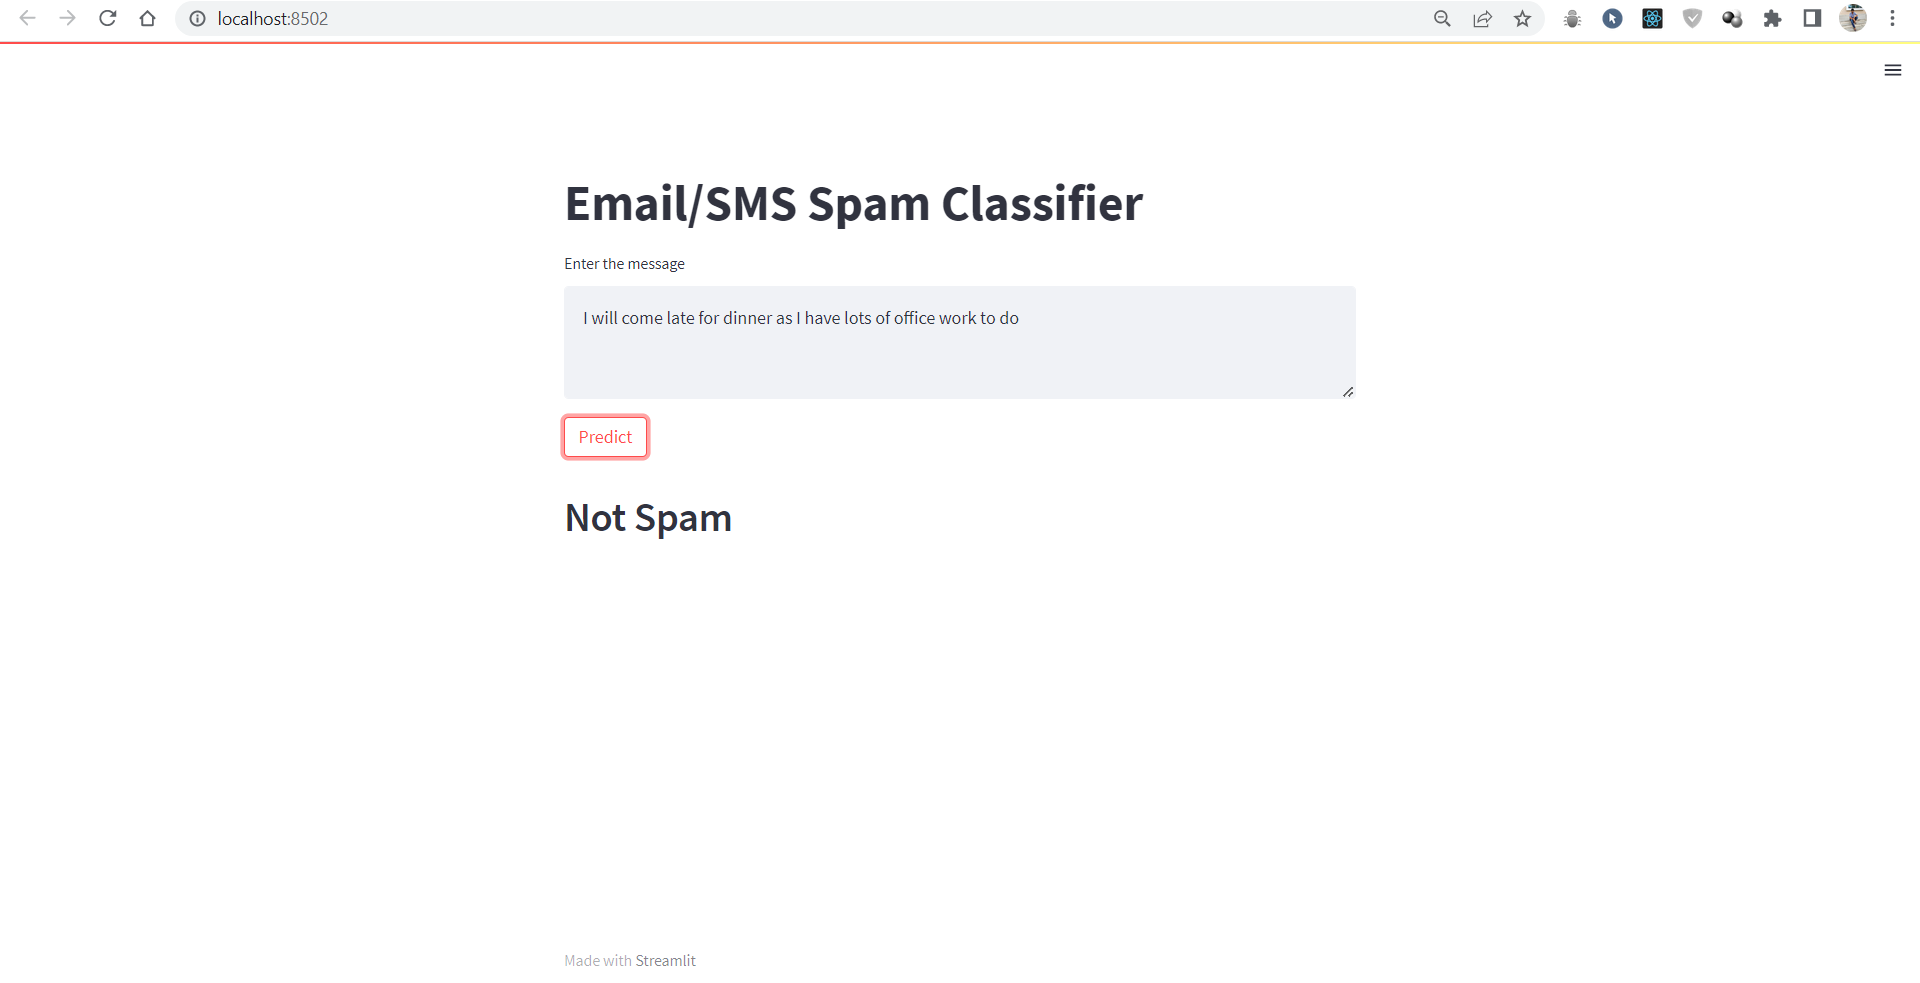 localhost:8502
Email/SMS Spam Classifier
Enter the message
I will come late for dinner as I have lots of office work to do
Predict
Not Spam
Made with Streamlit